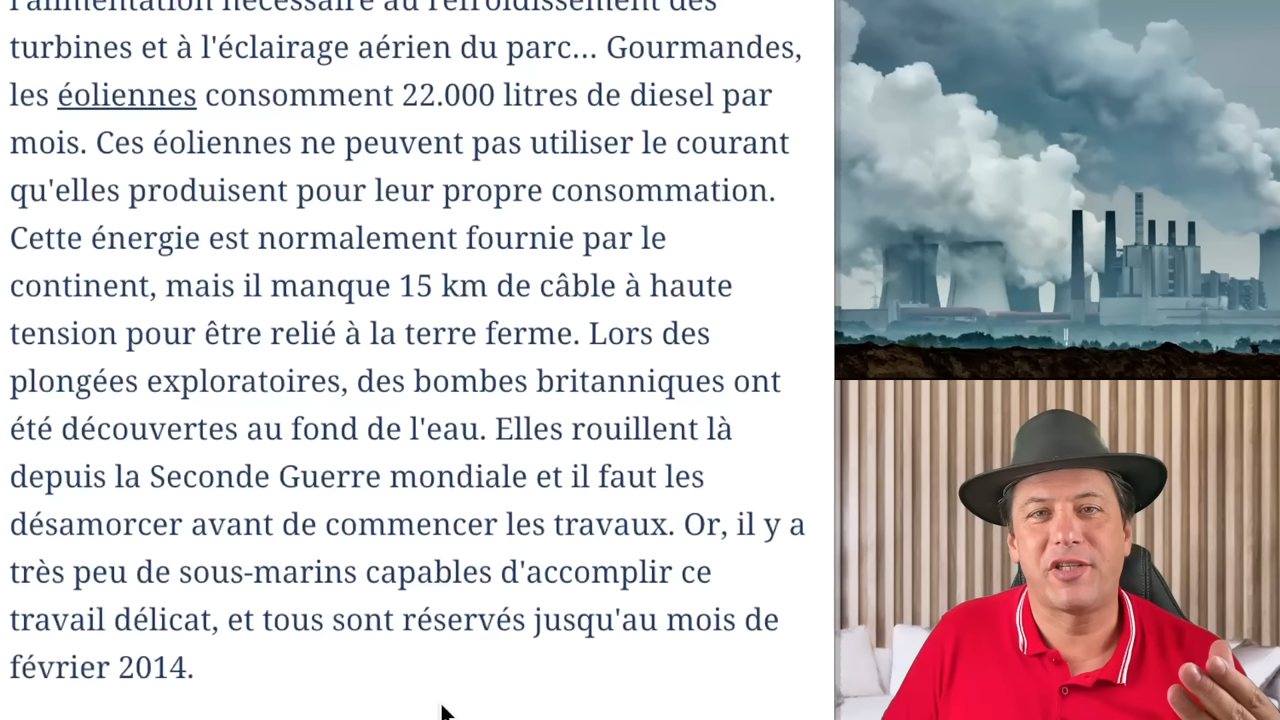 l'alimentation nécessaire au refroidissement des
turbines et à l'éclairage aérien du parc... Gourmandes,
les éoliennes consomment 22.000 litres de diesel par
mois. Ces éoliennes ne peuvent pas utiliser le courant
qu'elles produisent pour leur propre consommation.
Cette énergie est normalement fournie par le
continent, mais il manque 15 km de câble à haute
tension pour être relié à la terre ferme. Lors des
plongées exploratoires, des bombes britanniques ont
été découvertes au fond de l'eau. Elles rouillent là
depuis la Seconde Guerre mondiale et il faut les
désamorcer avant de commencer les travaux. Or, il y a
très peu de sous-marins capables d'accomplir ce
travail délicat, et tous sont réservés jusqu'au mois de
février 2014.